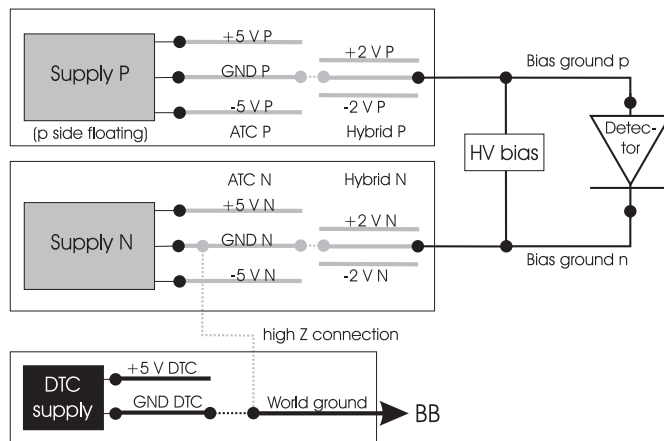 +5 V P
+2 V P
Bias ground p
Supply P
GND P
-5 V P
-2 V P
(p side floating)
ATC P
Hybrid P
HV bias
Detec-
tor
ATC N
Hybrid N
+5 V N
+2 V N
Supply N
GND N
-5 V N
-2 V N
Bias ground n
high Z connection
DTC
supply
+5 V DTC
GND DTC
World ground
BB